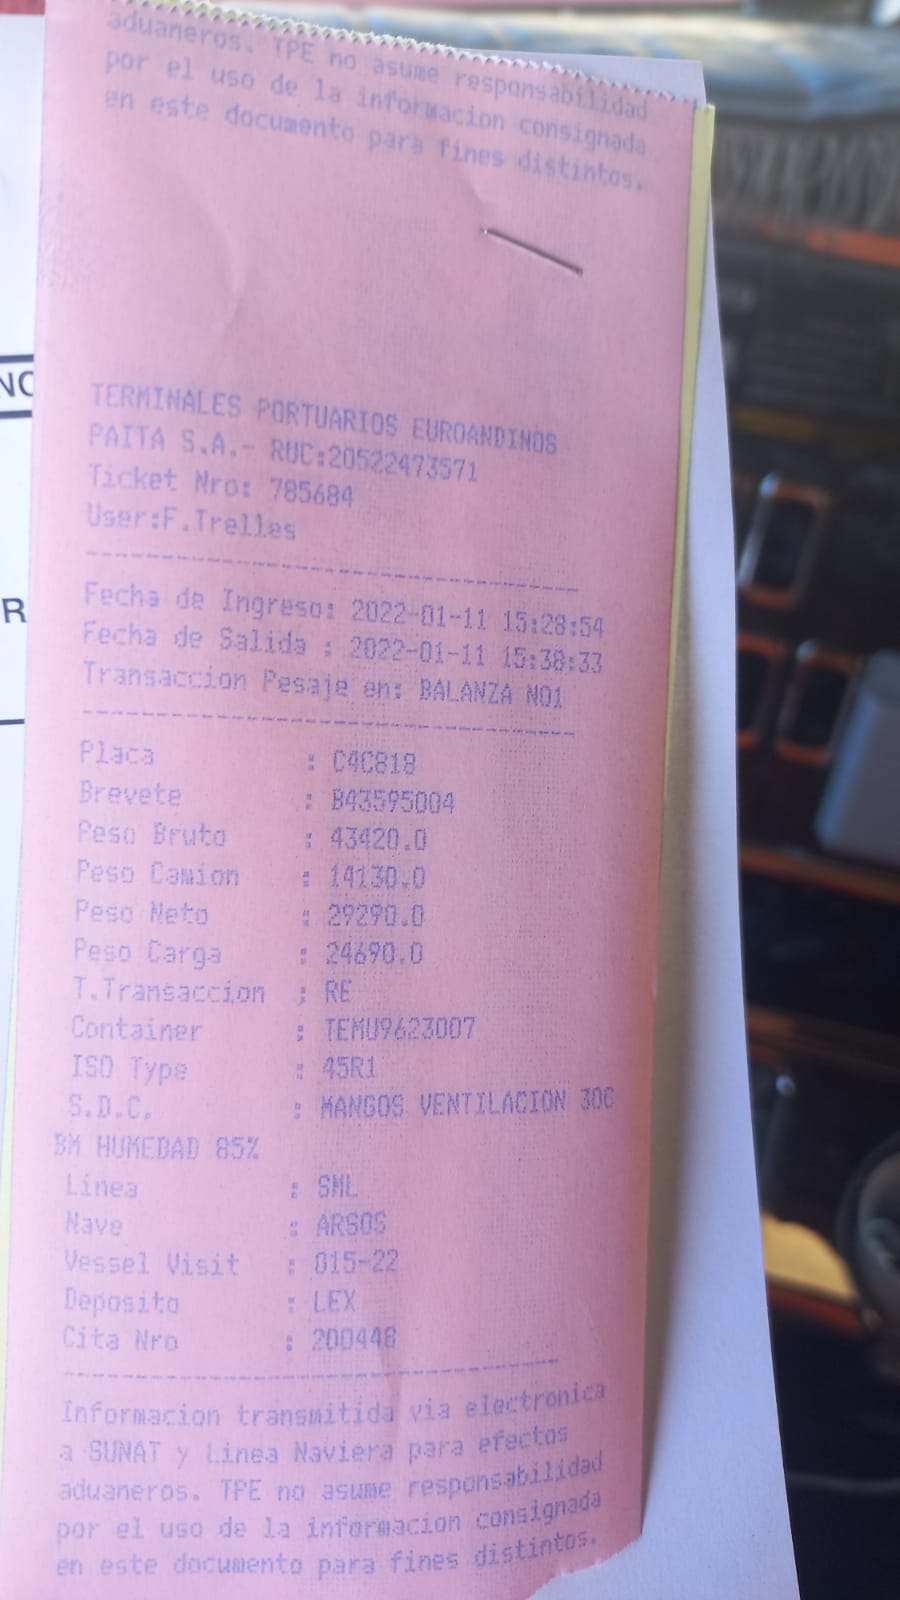 aduaneros. TPE no asume responsabilidad
por el uso de la informacion consignada
en este documento para fines distintos.
TERMINALES PORTUARIOS EUROANDINOS
PAITA S.A.- RUC:20522473571
Ticket Nro: 785684
User:F.Trelles
Fecha de Ingreso: 2022-01-11 15:28:54
Fecha de Salida : 2022-01-11 15:38:33
Transaccion Pesaje en: BALANZA NO1
Placa : C4C818
Brevete : B43595004
Peso Bruto : 43420.0
Peso Camion : 14130.0
Peso Neto : 29290.0
Peso Carga : 24690.0
T.Transaccion : RE
Container : TEMU9623007
ISO Type : 45R1
S.D.C. : MANGOS VENTILACION 30C
BM HUMEDAD 85%
Linea : SML
Nave : ARSOS
Vessel Visit : 015-22
Deposito : LEX
Cita Nro : 200448
Informacion transmitida via electronica
a SUNAT y Linea Naviera para efectos
aduaneros. TPE no asume responsabilidad
por el uso de la informacion consignada
en este documento para fines distintos.